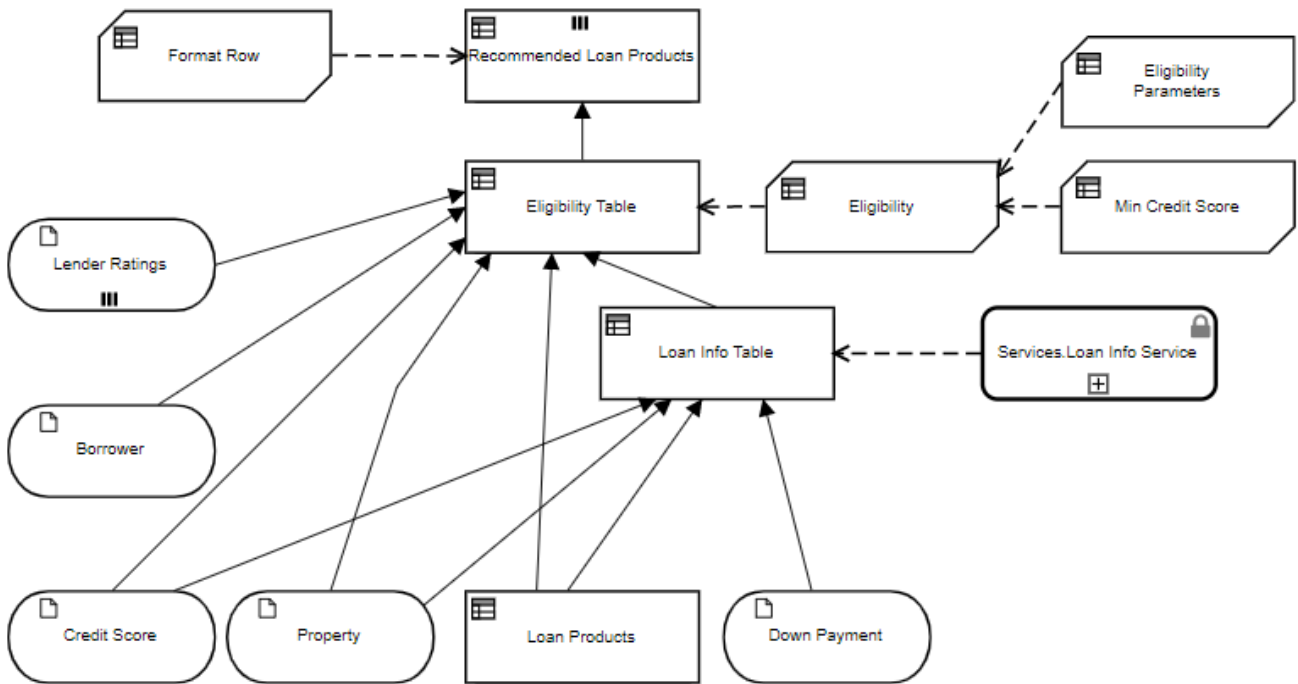 Format Row
Recommended Loan Products
Eligibility
Parameters
Eligibility Table
Eligibility
Min Credit Score
Lender Ratings
Loan Info Table
Services.Loan Info Service
Borrower
Credit Score
Property
Loan Products
Down Payment